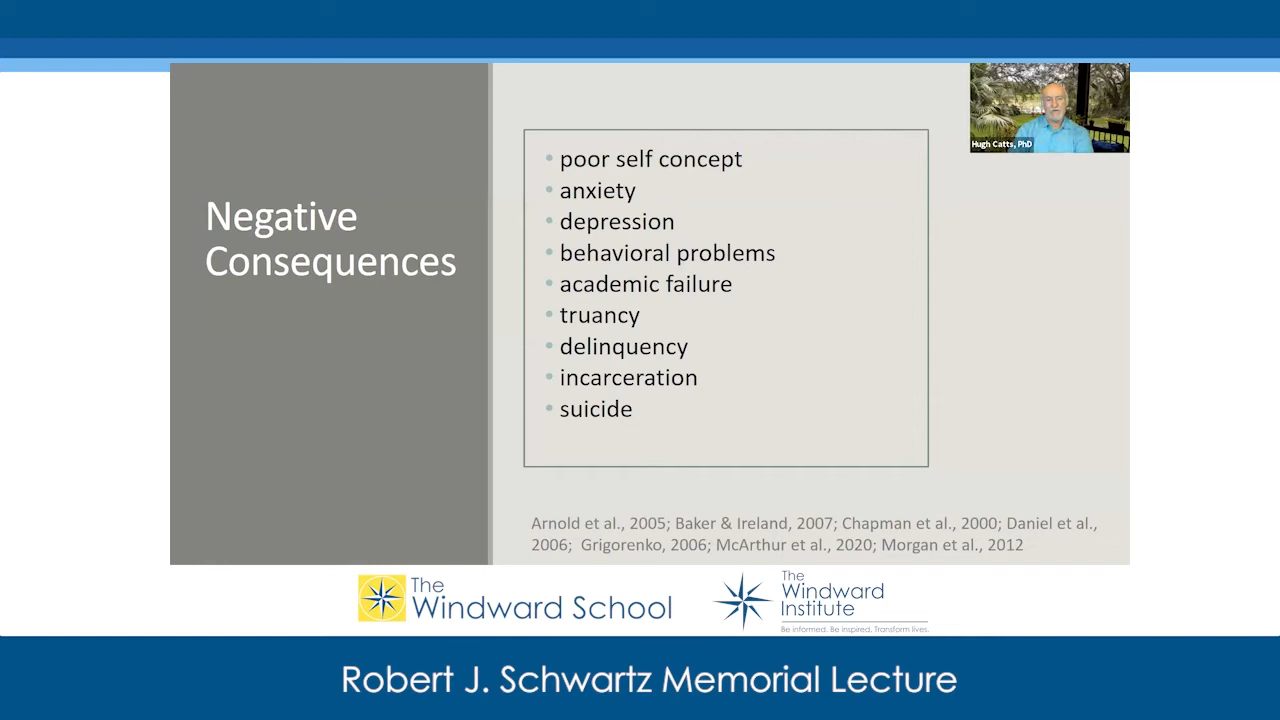 Hugh Catts, PhD
Negative
Consequences
• poor self concept
• anxiety
• depression
• behavioral problems
• academic failure
• truancy
• delinquency
• incarceration
• suicide
Arnold et al., 2005; Baker & Ireland, 2007; Chapman et al., 2000; Daniel et al.,
2006;  Grigorenko, 2006; McArthur et al., 2020; Morgan et al., 2012
The
Windward School
The
Windward
Institute
Be informed. Be inspired. Transform lives.
Robert J. Schwartz Memorial Lecture